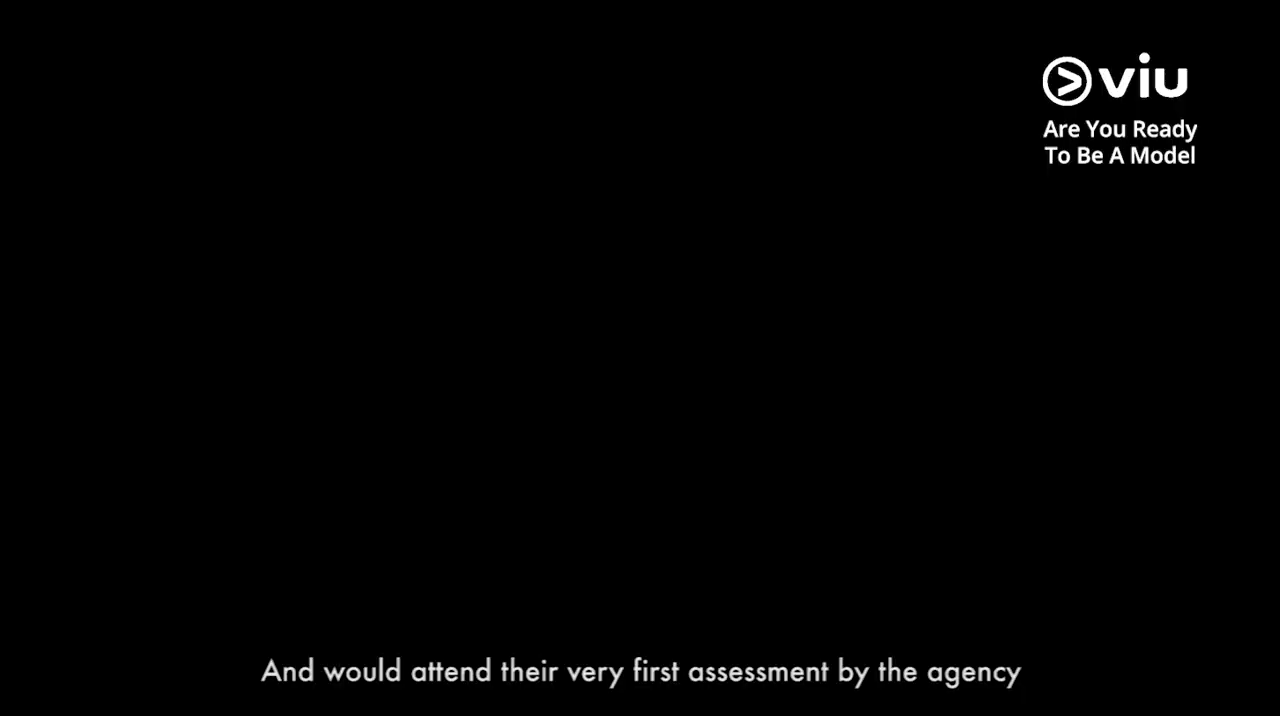 viu
Are You Ready
To Be A Model
And would attend their very first assessment by the agency